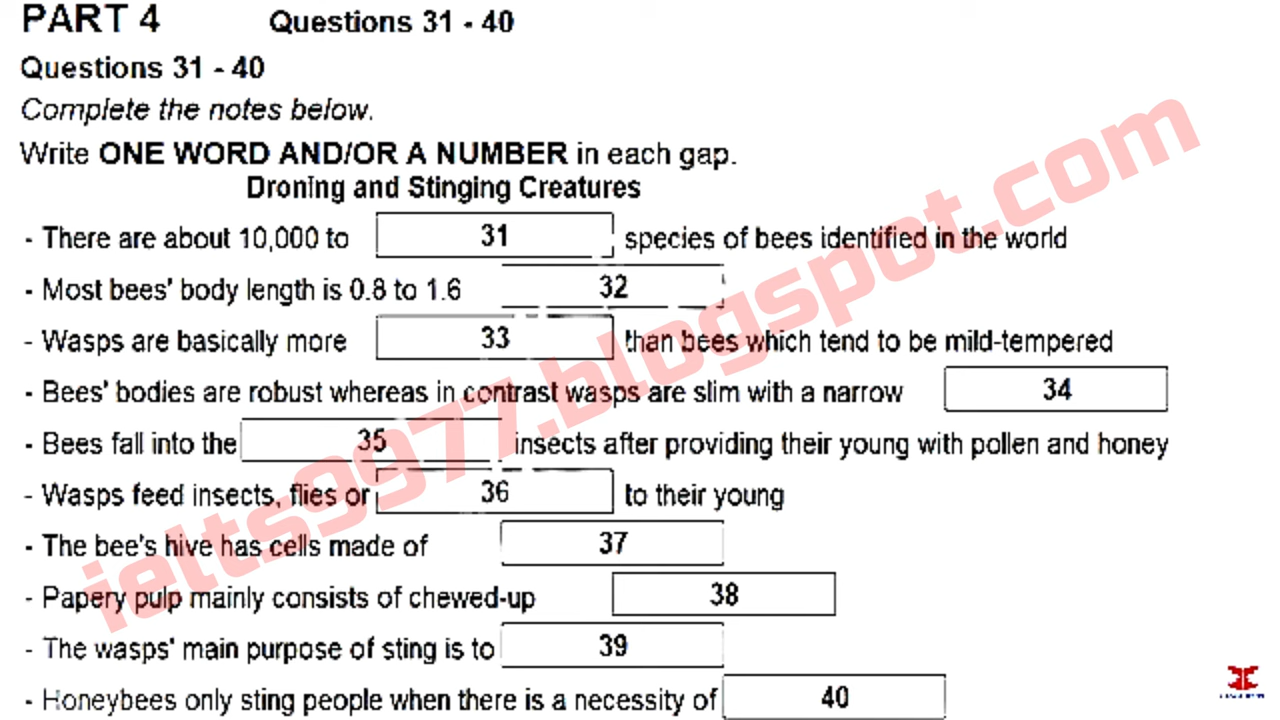 PART 4 Questions 31 - 40
Questions 31 - 40
Complete the notes below.
Write ONE WORD AND/OR A NUMBER in each gap.
Droning and Stinging Creatures
- There are about 10,000 to 31 species of bees identified in the world
- Most bees' body length is 0.8 to 1.6 32
- Wasps are basically more 33 than bees which tend to be mild-tempered
- Bees' bodies are robust whereas in contrast wasps are slim with a narrow 34
- Bees fall into the 35 insects after providing their young with pollen and honey
- Wasps feed insects, flies or 36 to their young
- The bee's hive has cells made of 37
- Papery pulp mainly consists of chewed-up 38
- The wasps' main purpose of sting is to 39
- Honeybees only sting people when there is a necessity of 40
ielts9977.blogspot.com